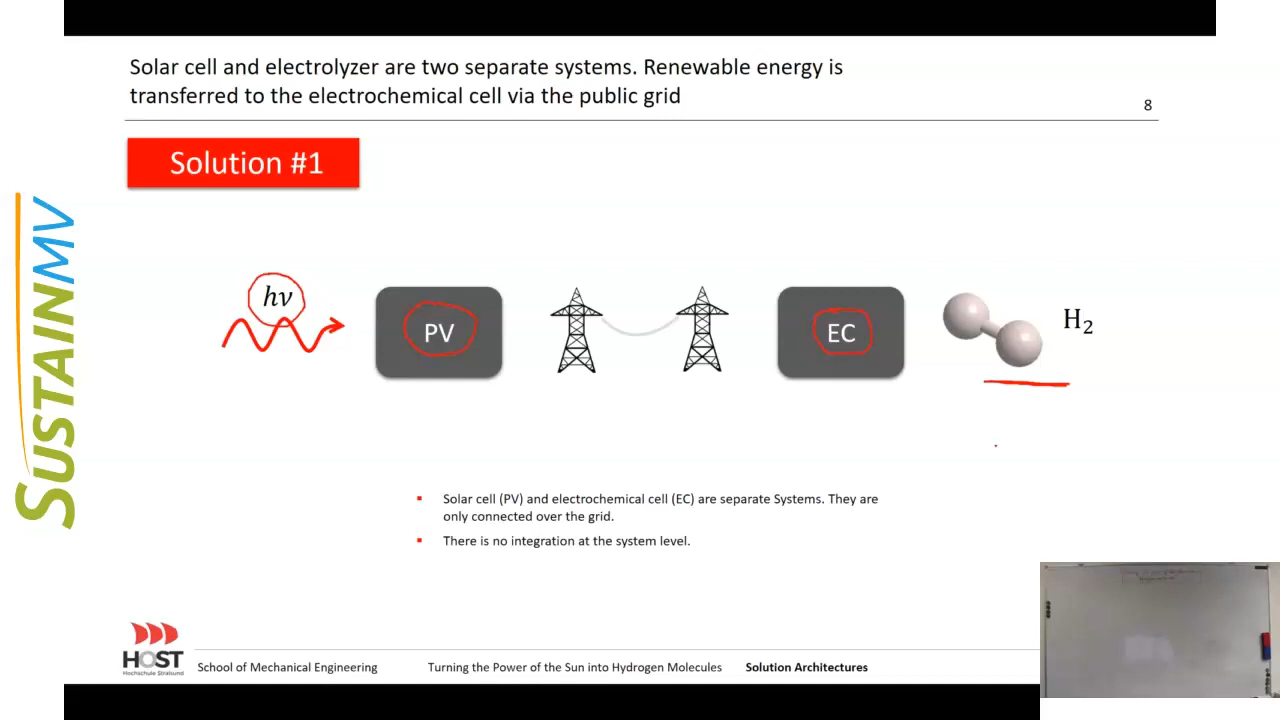 Solar cell and electrolyzer are two separate systems. Renewable energy is
transferred to the electrochemical cell via the public grid
8
Solution #1
SUSTAINMV
hν
PV
EC
H₂
▪ Solar cell (PV) and electrochemical cell (EC) are separate Systems. They are
only connected over the grid.
▪ There is no integration at the system level.
HOST
Hochschule Stralsund
School of Mechanical Engineering
Turning the Power of the Sun into Hydrogen Molecules
Solution Architectures